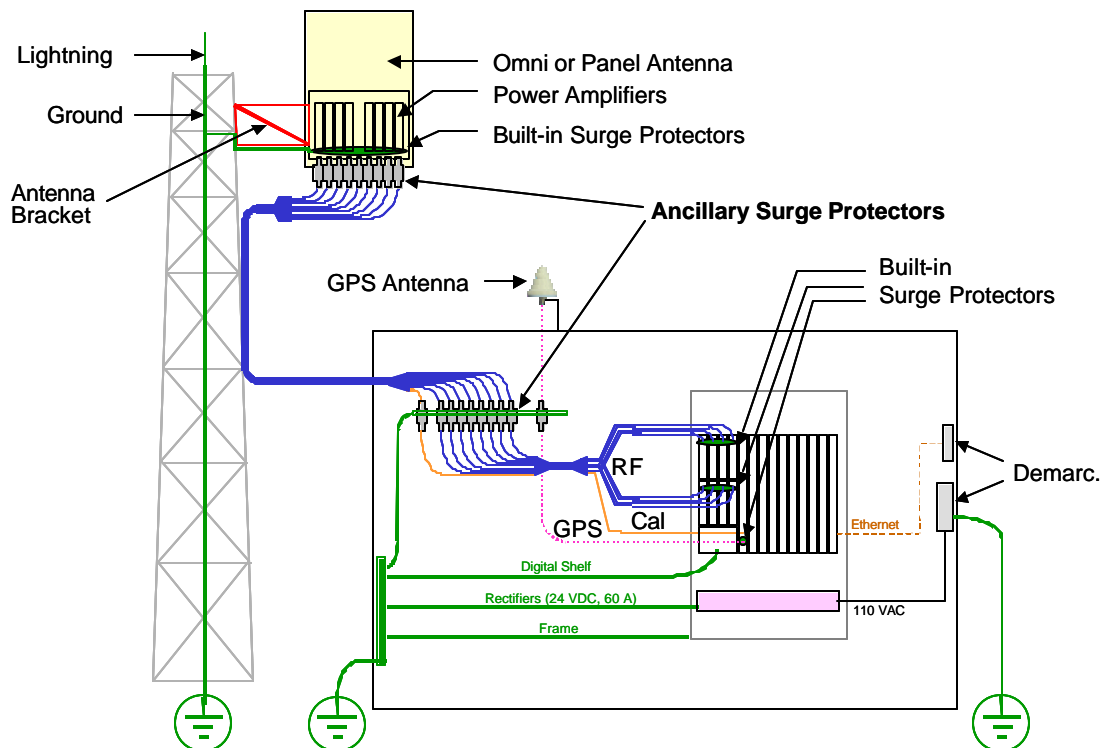 Lightning
Ground
Antenna
Bracket
Omni or Panel Antenna
Power Amplifiers
Built-in Surge Protectors
Ancillary Surge Protectors
GPS Antenna
Built-in
Surge Protectors
RF
Cal
GPS
Demarc.
Ethernet
Digital Shelf
Rectifiers (24 VDC, 60 A)
110 VAC
Frame